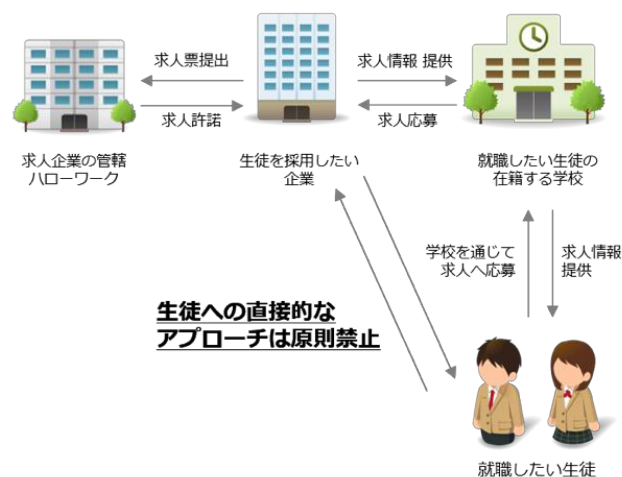 求人票提出
求人許諾
求人情報 提供
求人応募
求人企業の管轄
ハローワーク
生徒を採用したい
企業
就職したい生徒の
在籍する学校
学校を通じて
求人へ応募
求人情報
提供
生徒への直接的な
アプローチは原則禁止
就職したい生徒